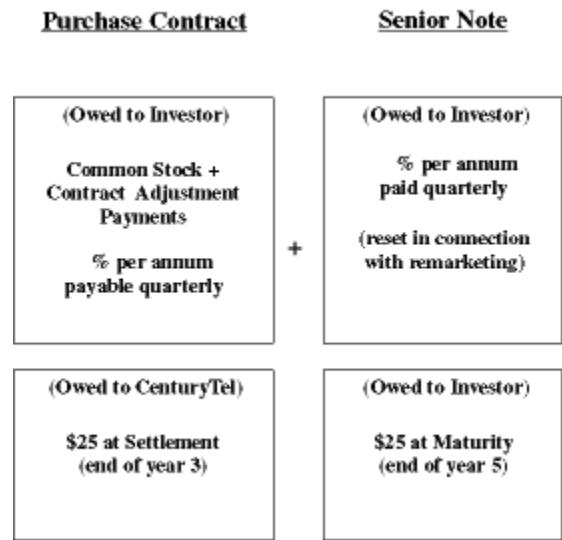 Purchase Contract
(Owed to Investor)
Common Stock +
Contract Adjustment
Payments
% per annum
payable quarterly
(Owed to CenturyTel)
$25 at Settlement
(end of year 3)
+
Senior Note
(Owed to Investor)
% per annum
paid quarterly
(reset in connection
with remarketing)
(Owed to Investor)
$25 at Maturity
(end of year 5)